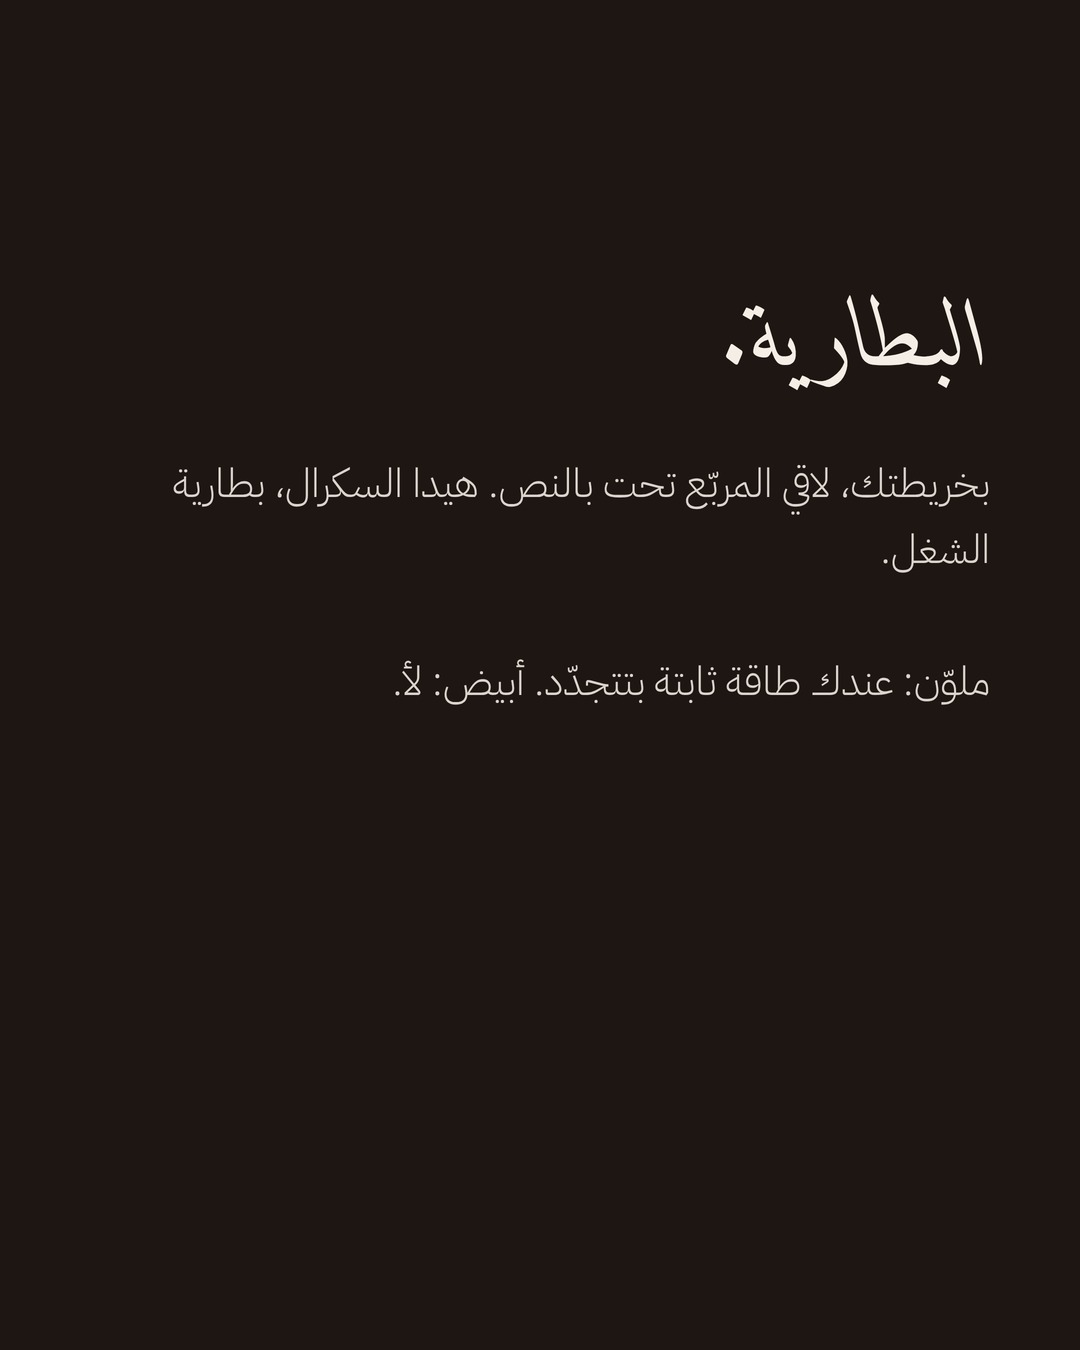 البطارية.
بخريطتك، لاقي المربّع تحت بالنص. هيدا السكرال، بطارية
الشغل.
ملوّن: عندك طاقة ثابتة بتتجدّد. أبيض: لأ.